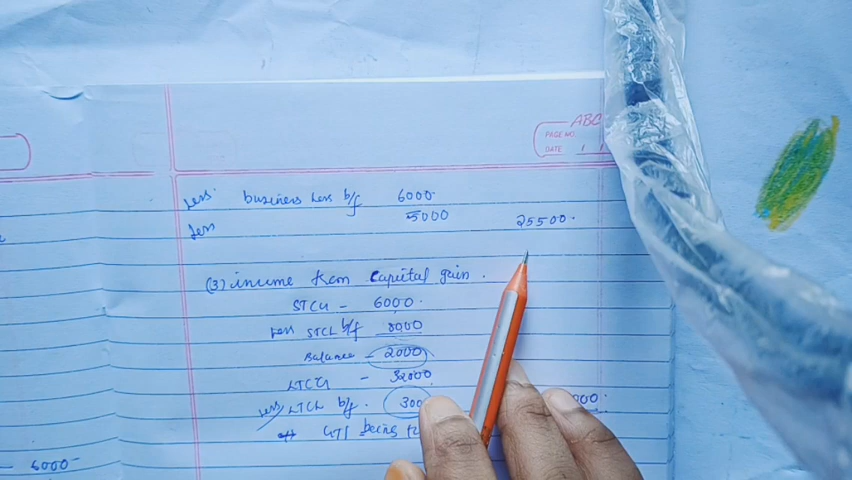 ABC
PAGE NO.
DATE / /
Less business Loss b/f 6000
Less 5000 25500
(3) income from Capital gain.
STCG - 6000
Less STCL b/f 8000
Balance - 2000
LTCG - 32000
Less LTCL b/f. 300 000
GTI being
- 6000